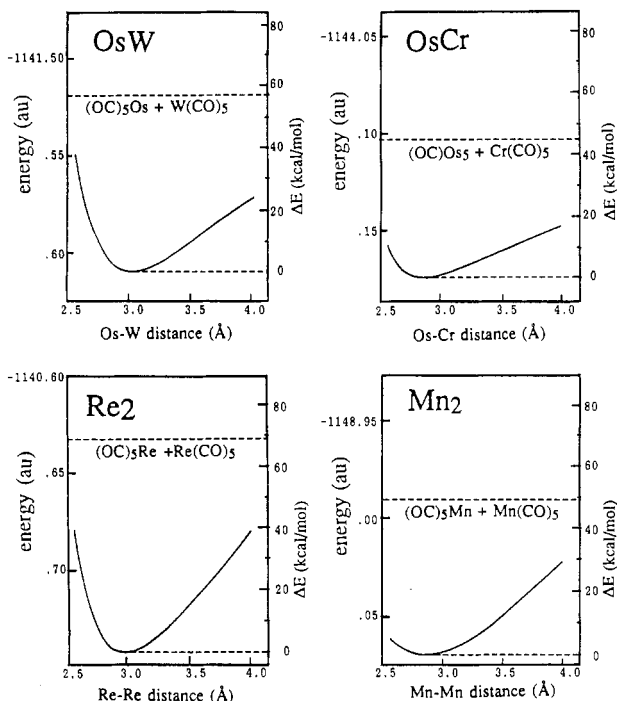 OsW
-1141.50
.55
.60
energy (au)
80
60
40
20
0
ΔE (kcal/mol)
(OC)5Os + W(CO)5
2.5 3.0 3.5 4.0
Os-W distance (Å)
OsCr
-1144.05
.10
.15
energy (au)
80
60
40
20
0
ΔE (kcal/mol)
(OC)Os5 + Cr(CO)5
2.5 3.0 3.5 4.0
Os-Cr distance (Å)
Re2
-1140.60
.65
.70
energy (au)
80
60
40
20
0
ΔE (kcal/mol)
(OC)5Re +Re(CO)5
2.5 3.0 3.5 4.0
Re-Re distance (Å)
Mn2
-1148.95
.00
.05
energy (au)
80
60
40
20
0
ΔE (kcal/mol)
(OC)5Mn + Mn(CO)5
2.5 3.0 3.5 4.0
Mn-Mn distance (Å)